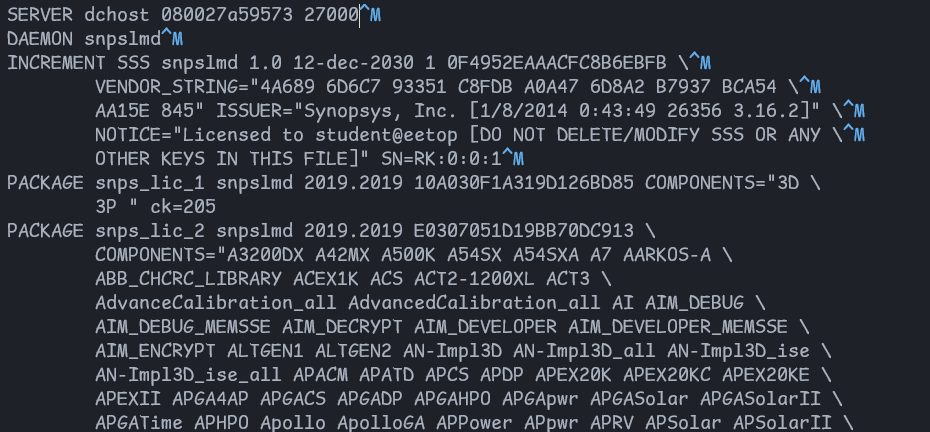 SERVER dchost 080027a59573 27000^M
DAEMON snpslmd^M
INCREMENT SSS snpslmd 1.0 12-dec-2030 1 0F4952EAAACFC8B6EBFB \^M
VENDOR_STRING="4A689 6D6C7 93351 C8FDB A0A47 6D8A2 B7937 BCA54 \^M
AA15E 845" ISSUER="Synopsys, Inc. [1/8/2014 0:43:49 26356 3.16.2]" \^M
NOTICE="Licensed to student@eetop [DO NOT DELETE/MODIFY SSS OR ANY \^M
OTHER KEYS IN THIS FILE]" SN=RK:0:0:1^M
PACKAGE snps_lic_1 snpslmd 2019.2019 10A030F1A319D126BD85 COMPONENTS="3D \
3P " ck=205
PACKAGE snps_lic_2 snpslmd 2019.2019 E0307051D19BB70DC913 \
COMPONENTS="A3200DX A42MX A500K A54SX A54SXA A7 AARKOS-A \
ABB_CHCRC_LIBRARY ACEX1K ACS ACT2-1200XL ACT3 \
AdvanceCalibration_all AdvancedCalibration_all AI AIM_DEBUG \
AIM_DEBUG_MEMSSE AIM_DECRYPT AIM_DEVELOPER AIM_DEVELOPER_MEMSSE \
AIM_ENCRYPT ALTGEN1 ALTGEN2 AN-Impl3D AN-Impl3D_all AN-Impl3D_ise \
AN-Impl3D_ise_all APACM APATD APCS APDP APEX20K APEX20KC APEX20KE \
APEXII APGA4AP APGACS APGADP APGAHPO APGApwr APGASolar APGASolarII \
APGATime APHPO Apollo ApolloGA APPower APpwr APRV APSolar APSolarII \